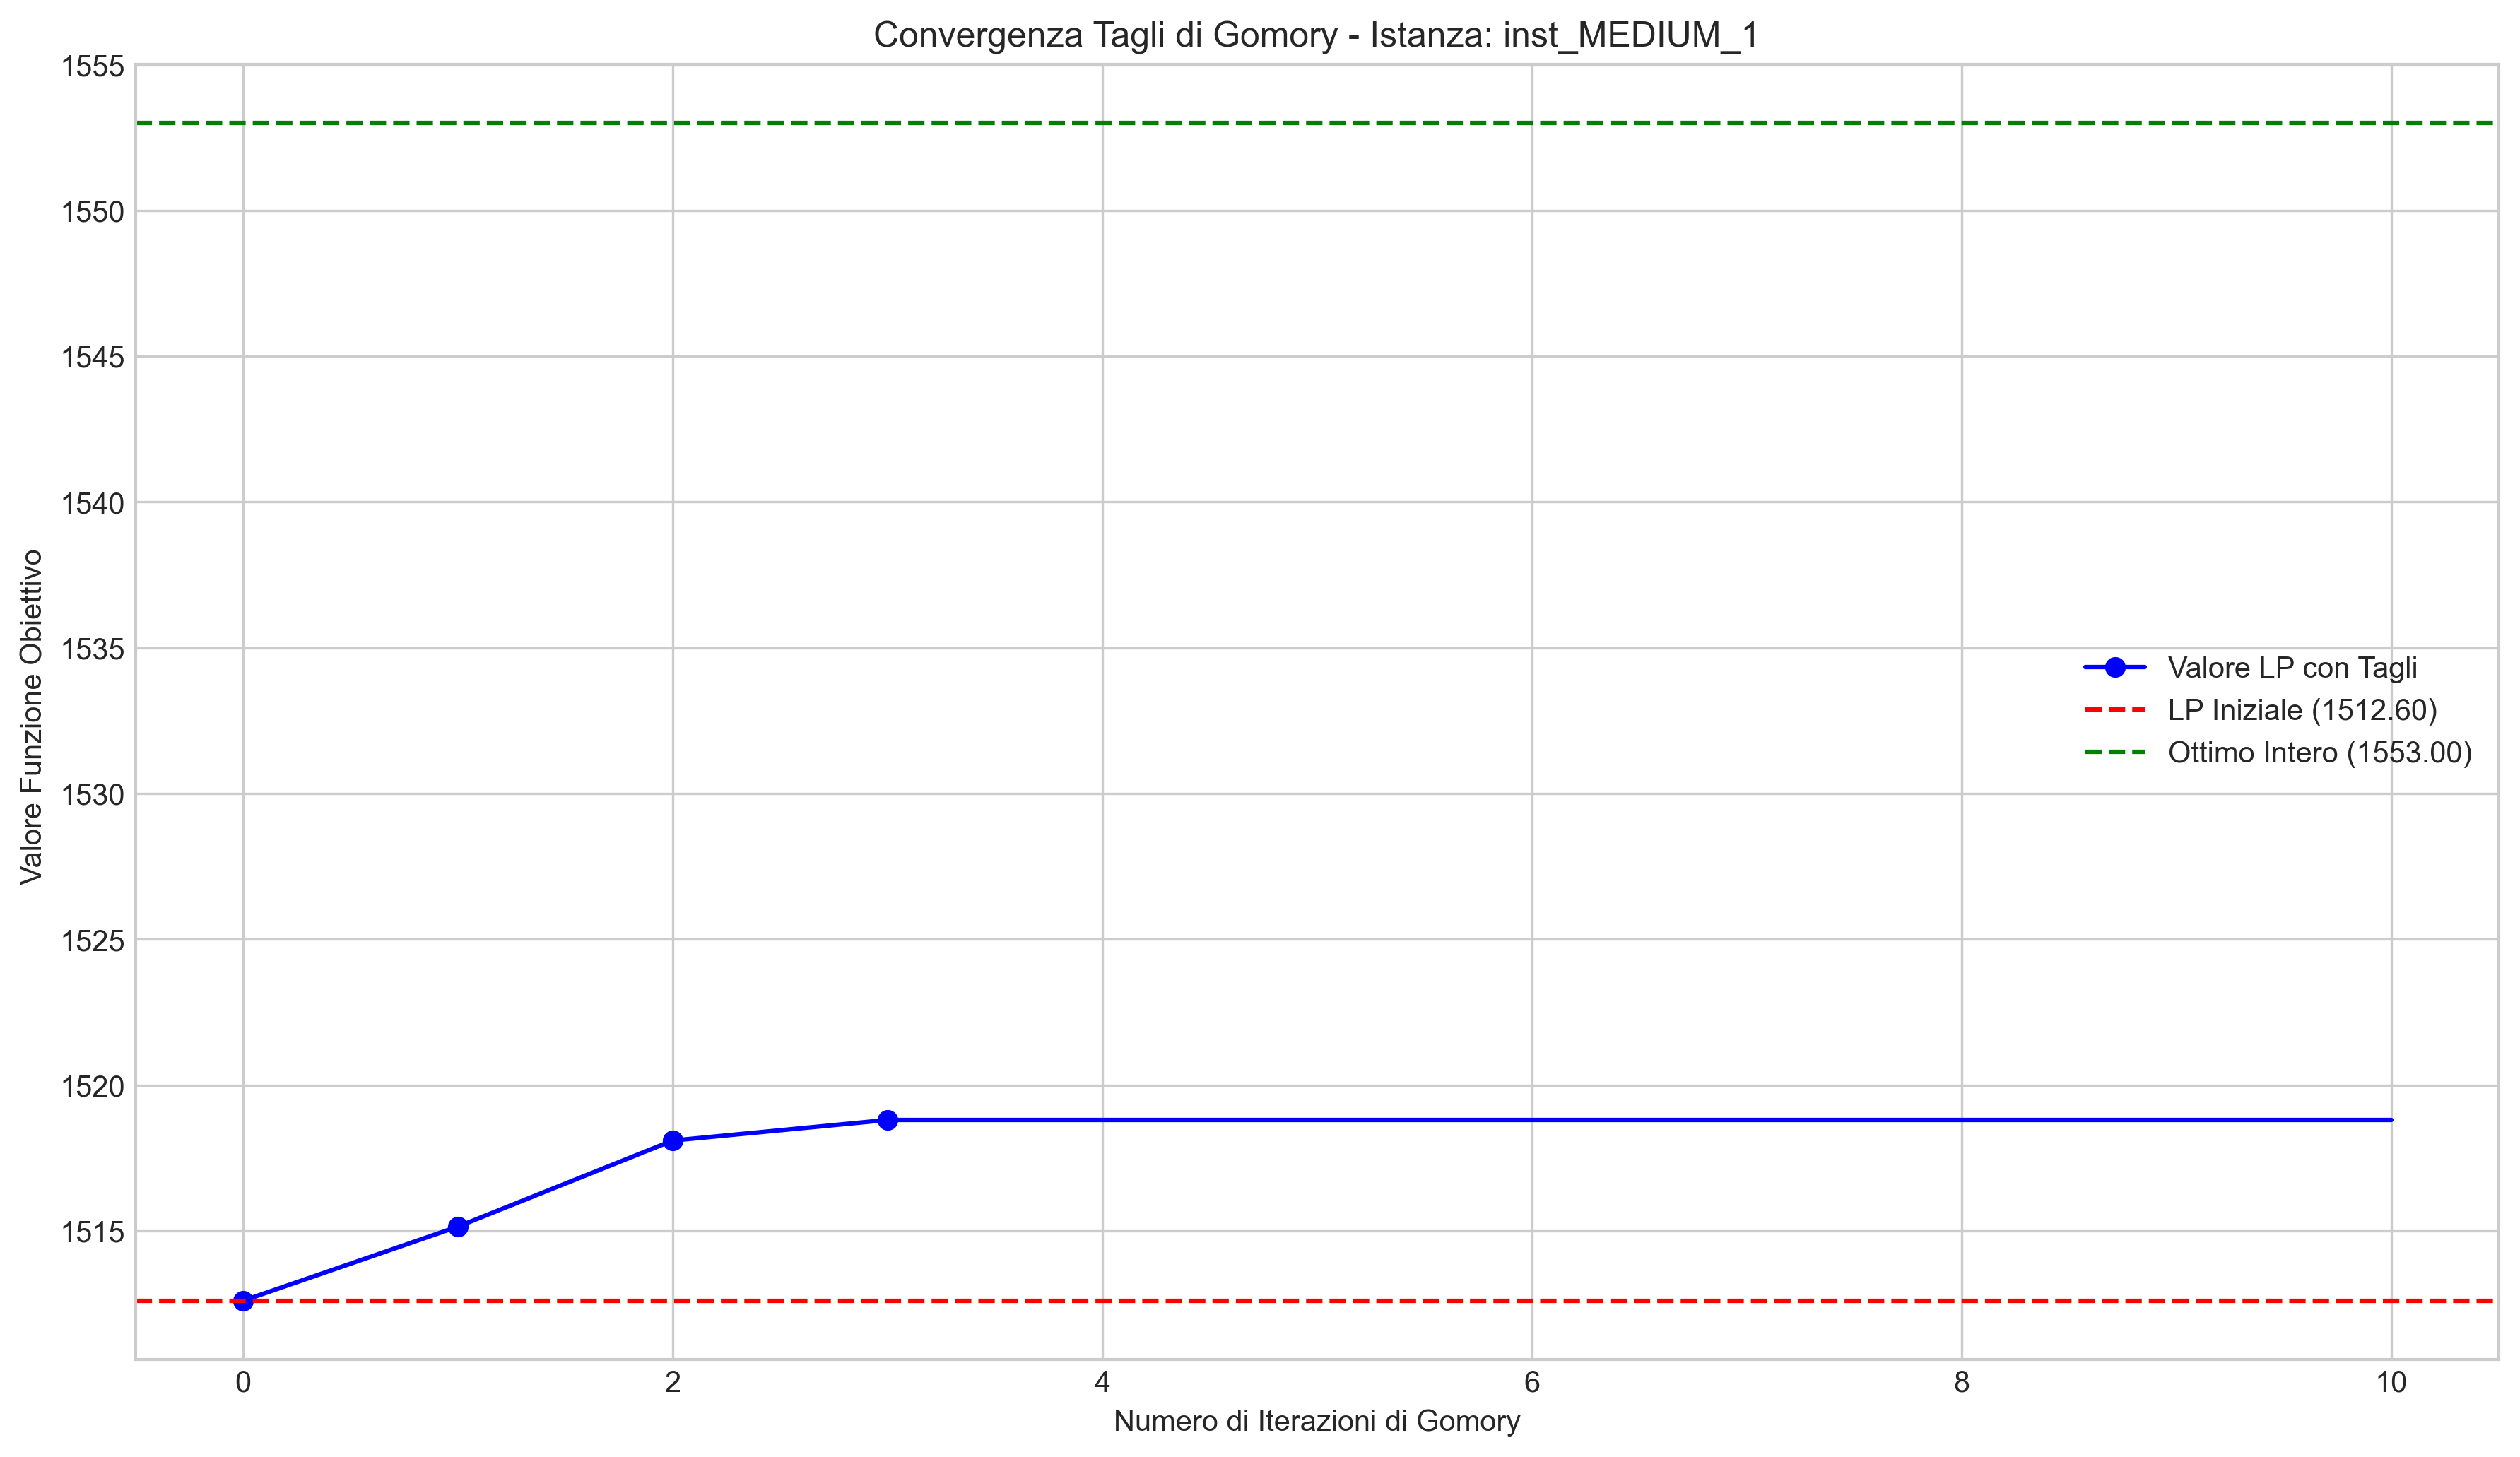 Convergenza Tagli di Gomory - Istanza: inst_MEDIUM_1
1555
1550
1545
1540
1535
1530
1525
1520
1515
Valore Funzione Obiettivo
Valore LP con Tagli
LP Iniziale (1512.60)
Ottimo Intero (1553.00)
0 2 4 6 8 10
Numero di Iterazioni di Gomory